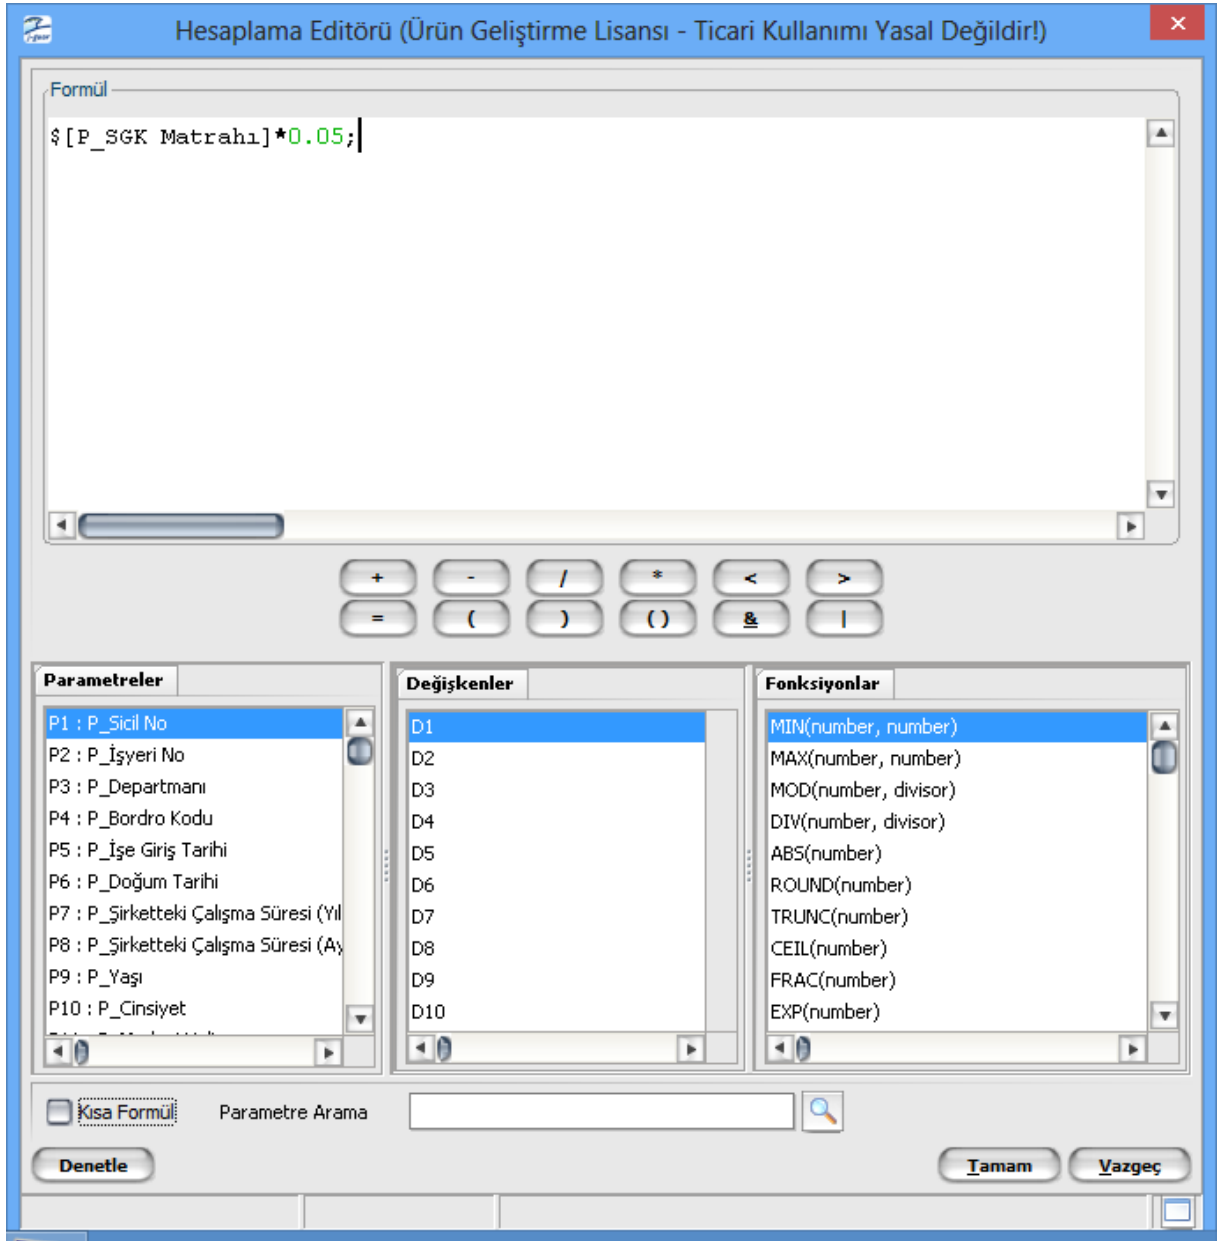 Hesaplama Editörü (Ürün Geliştirme Lisansı - Ticari Kullanımı Yasal Değildir!)
Formül
$[P_SGK Matrahı]*0.05;
+ - / * < >
= ( ) () & |
Parametreler
P1 : P_Sicil No
P2 : P_İşyeri No
P3 : P_Departmanı
P4 : P_Bordro Kodu
P5 : P_İşe Giriş Tarihi
P6 : P_Doğum Tarihi
P7 : P_Şirketteki Çalışma Süresi (Yıl
P8 : P_Şirketteki Çalışma Süresi (Ay
P9 : P_Yaşı
P10 : P_Cinsiyet
Değişkenler
D1
D2
D3
D4
D5
D6
D7
D8
D9
D10
Fonksiyonlar
MIN(number, number)
MAX(number, number)
MOD(number, divisor)
DIV(number, divisor)
ABS(number)
ROUND(number)
TRUNC(number)
CEIL(number)
FRAC(number)
EXP(number)
Kısa Formül
Parametre Arama
Denetle
Tamam
Vazgeç